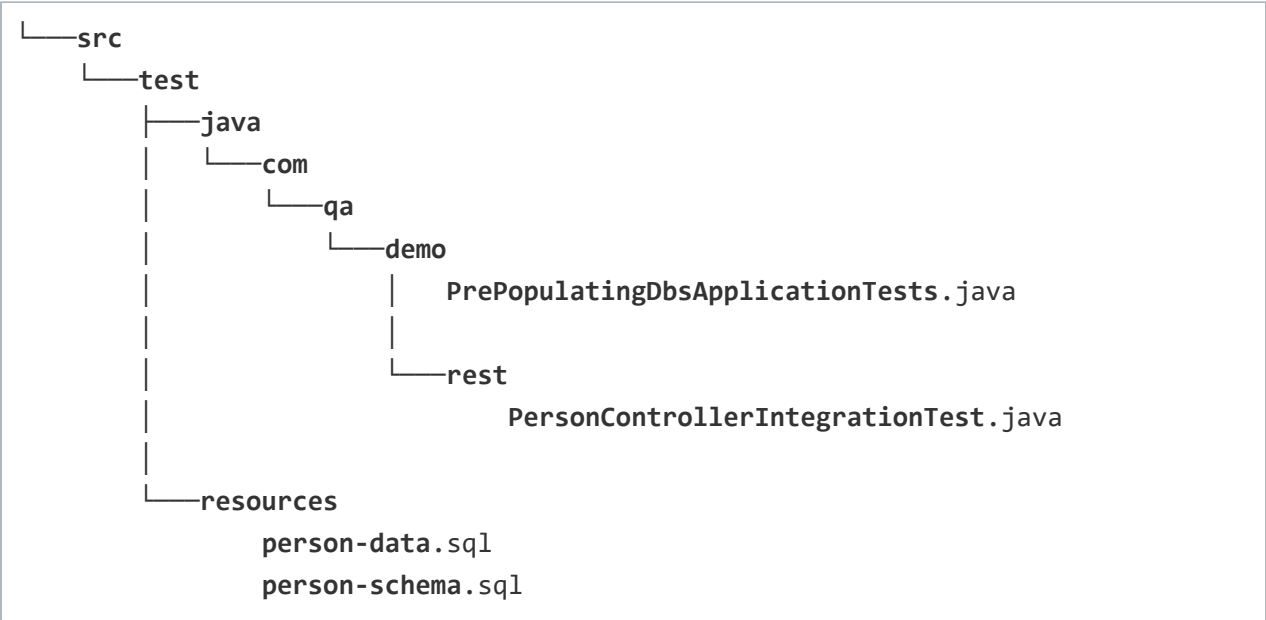 └───src
    └───test
        ├───java
        │   └───com
        │       └───qa
        │           └───demo
        │               │   PrePopulatingDbsApplicationTests.java
        │               │
        │               └───rest
        │                       PersonControllerIntegrationTest.java
        │
        └───resources
                person-data.sql
                person-schema.sql